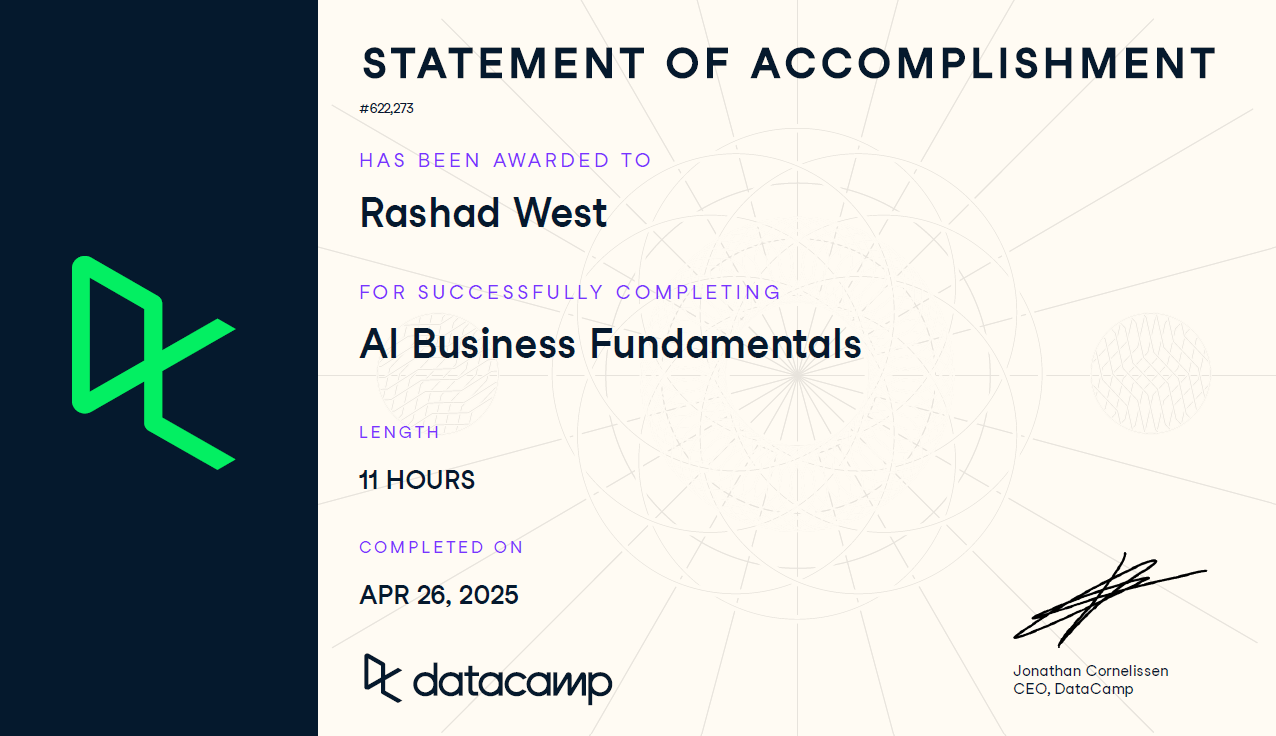 STATEMENT OF ACCOMPLISHMENT
#622,273
HAS BEEN AWARDED TO
Rashad West
FOR SUCCESSFULLY COMPLETING
AI Business Fundamentals
LENGTH
11 HOURS
COMPLETED ON
APR 26, 2025
datacamp
Jonathan Cornelissen
CEO, DataCamp